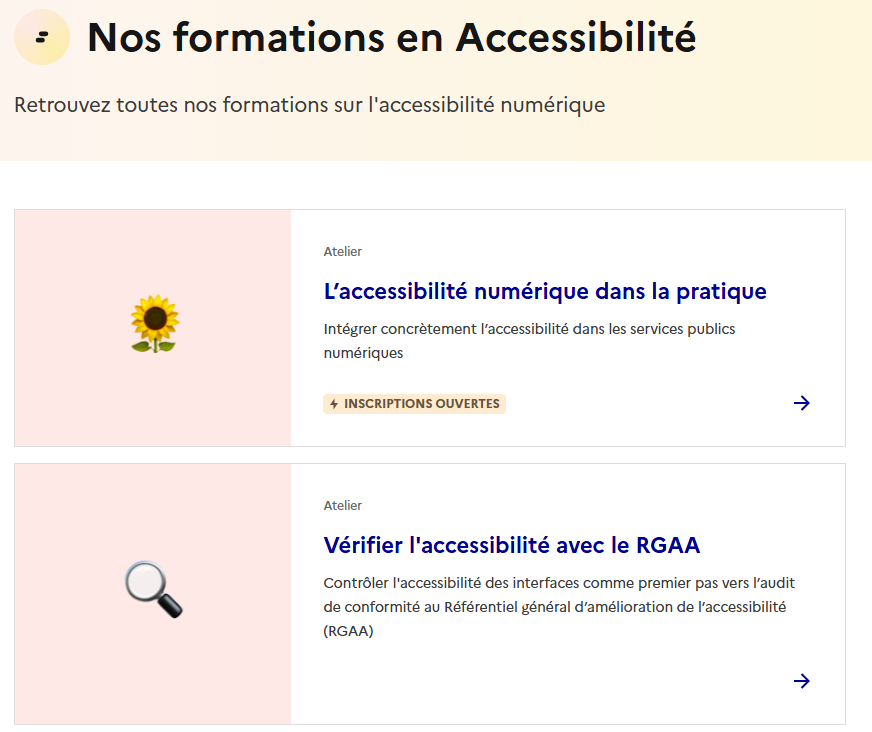 Nos formations en Accessibilité
Retrouvez toutes nos formations sur l'accessibilité numérique
Atelier
L’accessibilité numérique dans la pratique
Intégrer concrètement l’accessibilité dans les services publics
numériques
INSCRIPTIONS OUVERTES
Atelier
Vérifier l'accessibilité avec le RGAA
Contrôler l'accessibilité des interfaces comme premier pas vers l’audit
de conformité au Référentiel général d’amélioration de l’accessibilité
(RGAA)